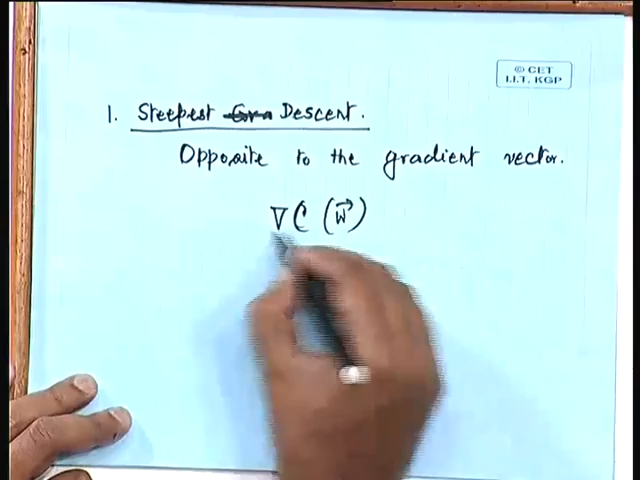 © CET
I.I.T. KGP
1. Steepest Descent.
Opposite to the gradient vector.
∇C (w⃗)